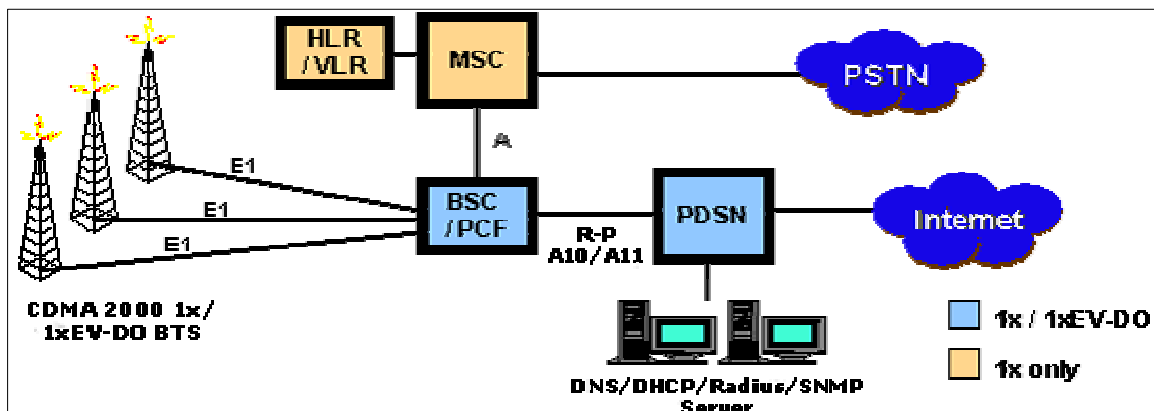 HLR
/VLR
MSC
PSTN
A
E1
E1
E1
BSC
/PCF
PDSN
Internet
R-P
A10/A11
CDMA 2000 1x/
1xEV-DO BTS
1x / 1xEV-DO
1x only
DNS/DHCP/Radius/SNMP
Server